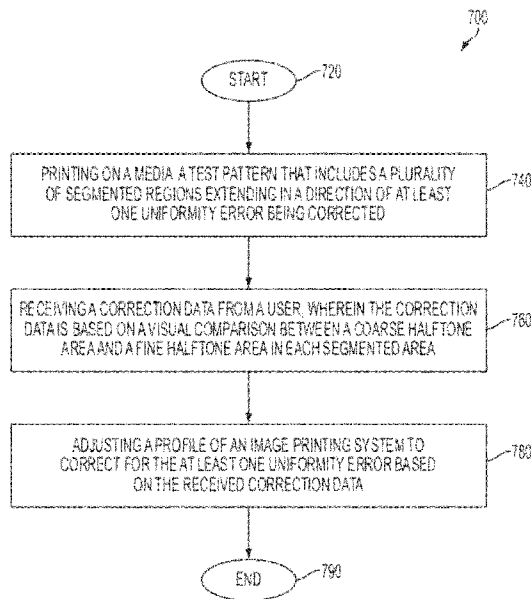 700
START
720
PRINTING ON A MEDIA A TEST PATTERN THAT INCLUDES A PLURALITY
OF SEGMENTED REGIONS EXTENDING IN A DIRECTION OF AT LEAST
ONE UNIFORMITY ERROR BEING CORRECTED
740
RECEIVING A CORRECTION DATA FROM A USER, WHEREIN THE CORRECTION
DATA IS BASED ON A VISUAL COMPARISON BETWEEN A COARSE HALFTONE
AREA AND A FINE HALFTONE AREA IN EACH SEGMENTED AREA
760
ADJUSTING A PROFILE OF AN IMAGE PRINTING SYSTEM TO
CORRECT FOR THE AT LEAST ONE UNIFORMITY ERROR BASED
ON THE RECEIVED CORRECTION DATA
780
END
790